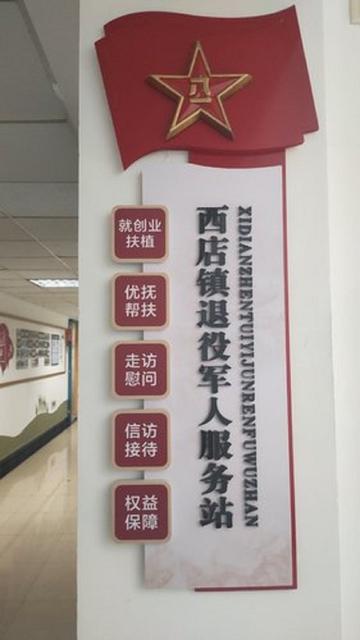 八一
就创业
扶植
优抚
帮扶
走访
慰问
信访
接待
权益
保障
西店镇退役军人服务站
XIDIANZHENTUIYIJUNRENFUWUZHAN